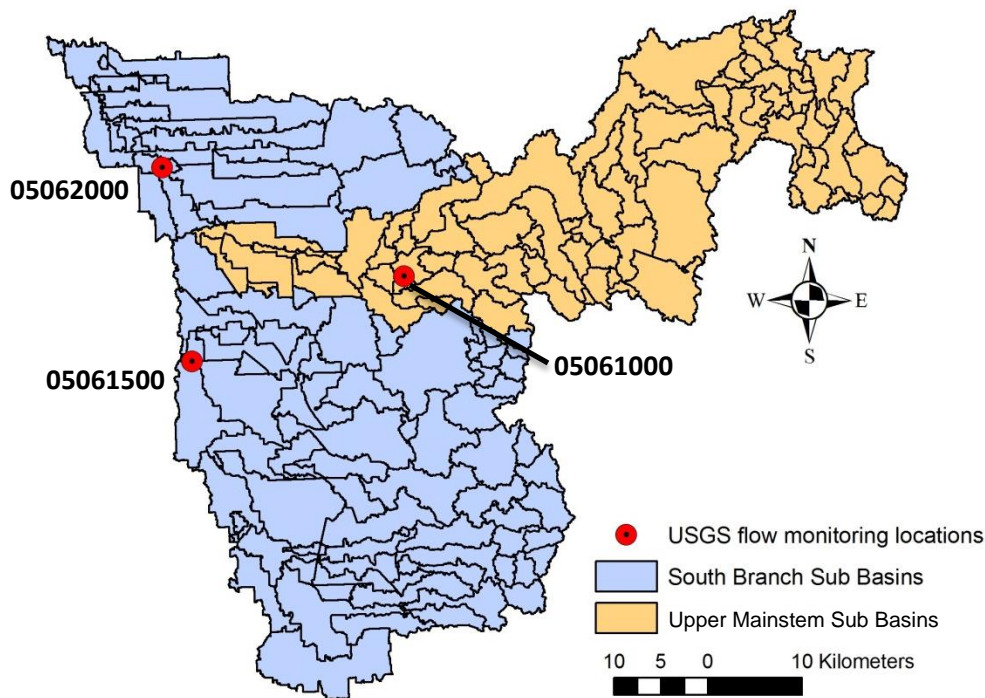 05062000
N
W
E
S
05061000
05061500
USGS flow monitoring locations
South Branch Sub Basins
Upper Mainstem Sub Basins
10 5 0 10 Kilometers